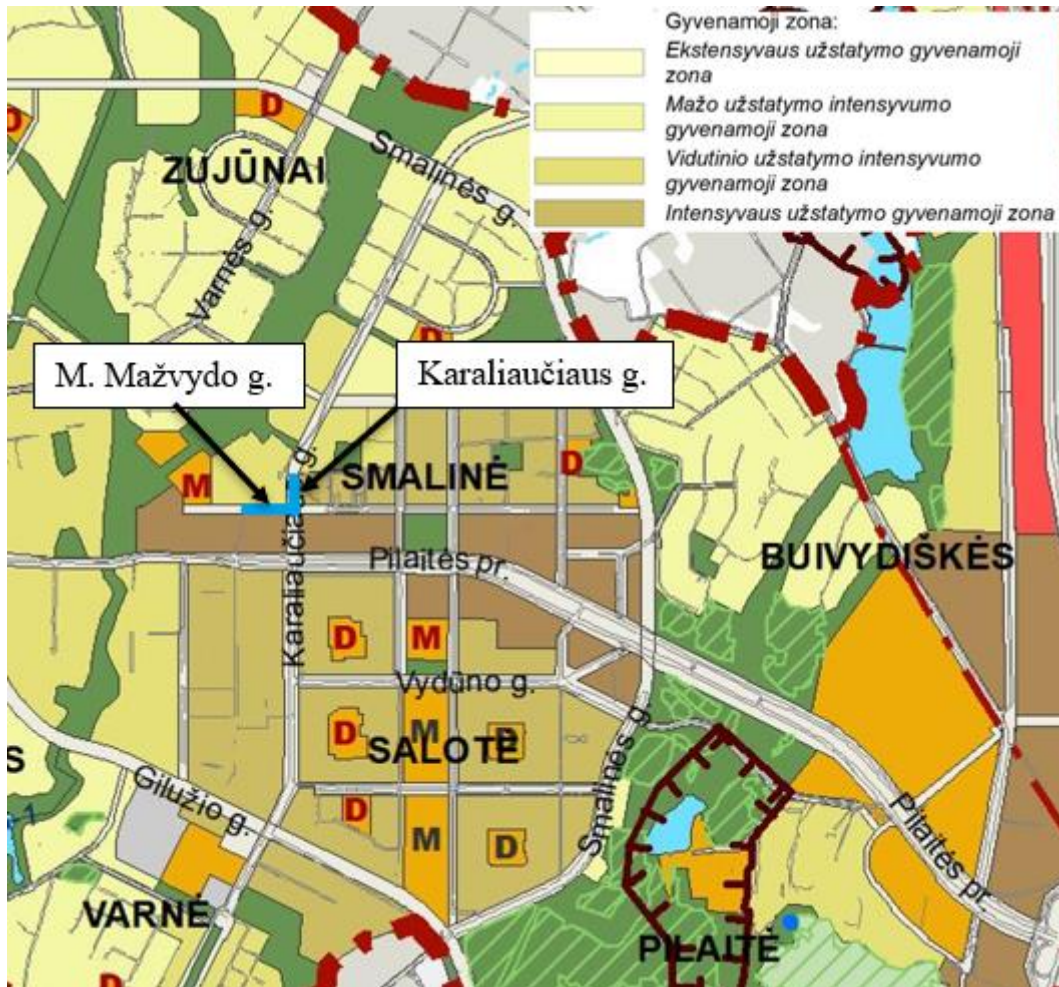 Gyvenamoji zona:
Ekstensyvaus užstatymo gyvenamoji
zona
Mažo užstatymo intensyvumo
gyvenamoji zona
Vidutinio užstatymo intensyvumo
gyvenamoji zona
Intensyvaus užstatymo gyvenamoji zona
D
D
Smalinės g.
ZUJŪNAI
Varnės g.
D
M. Mažvydo g.
Karaliaučiaus g.
SMALINĖ
D
M
Karaliaučiaus g.
Pilaitės pr.
BUIVYDIŠKĖS
D
M
Vydūno g.
D
M
D
SALOTĖ
S
Gilužio g.
Smalinės g.
Pilaitės pr.
D
M
D
VARNĖ
PILAITĖ
D